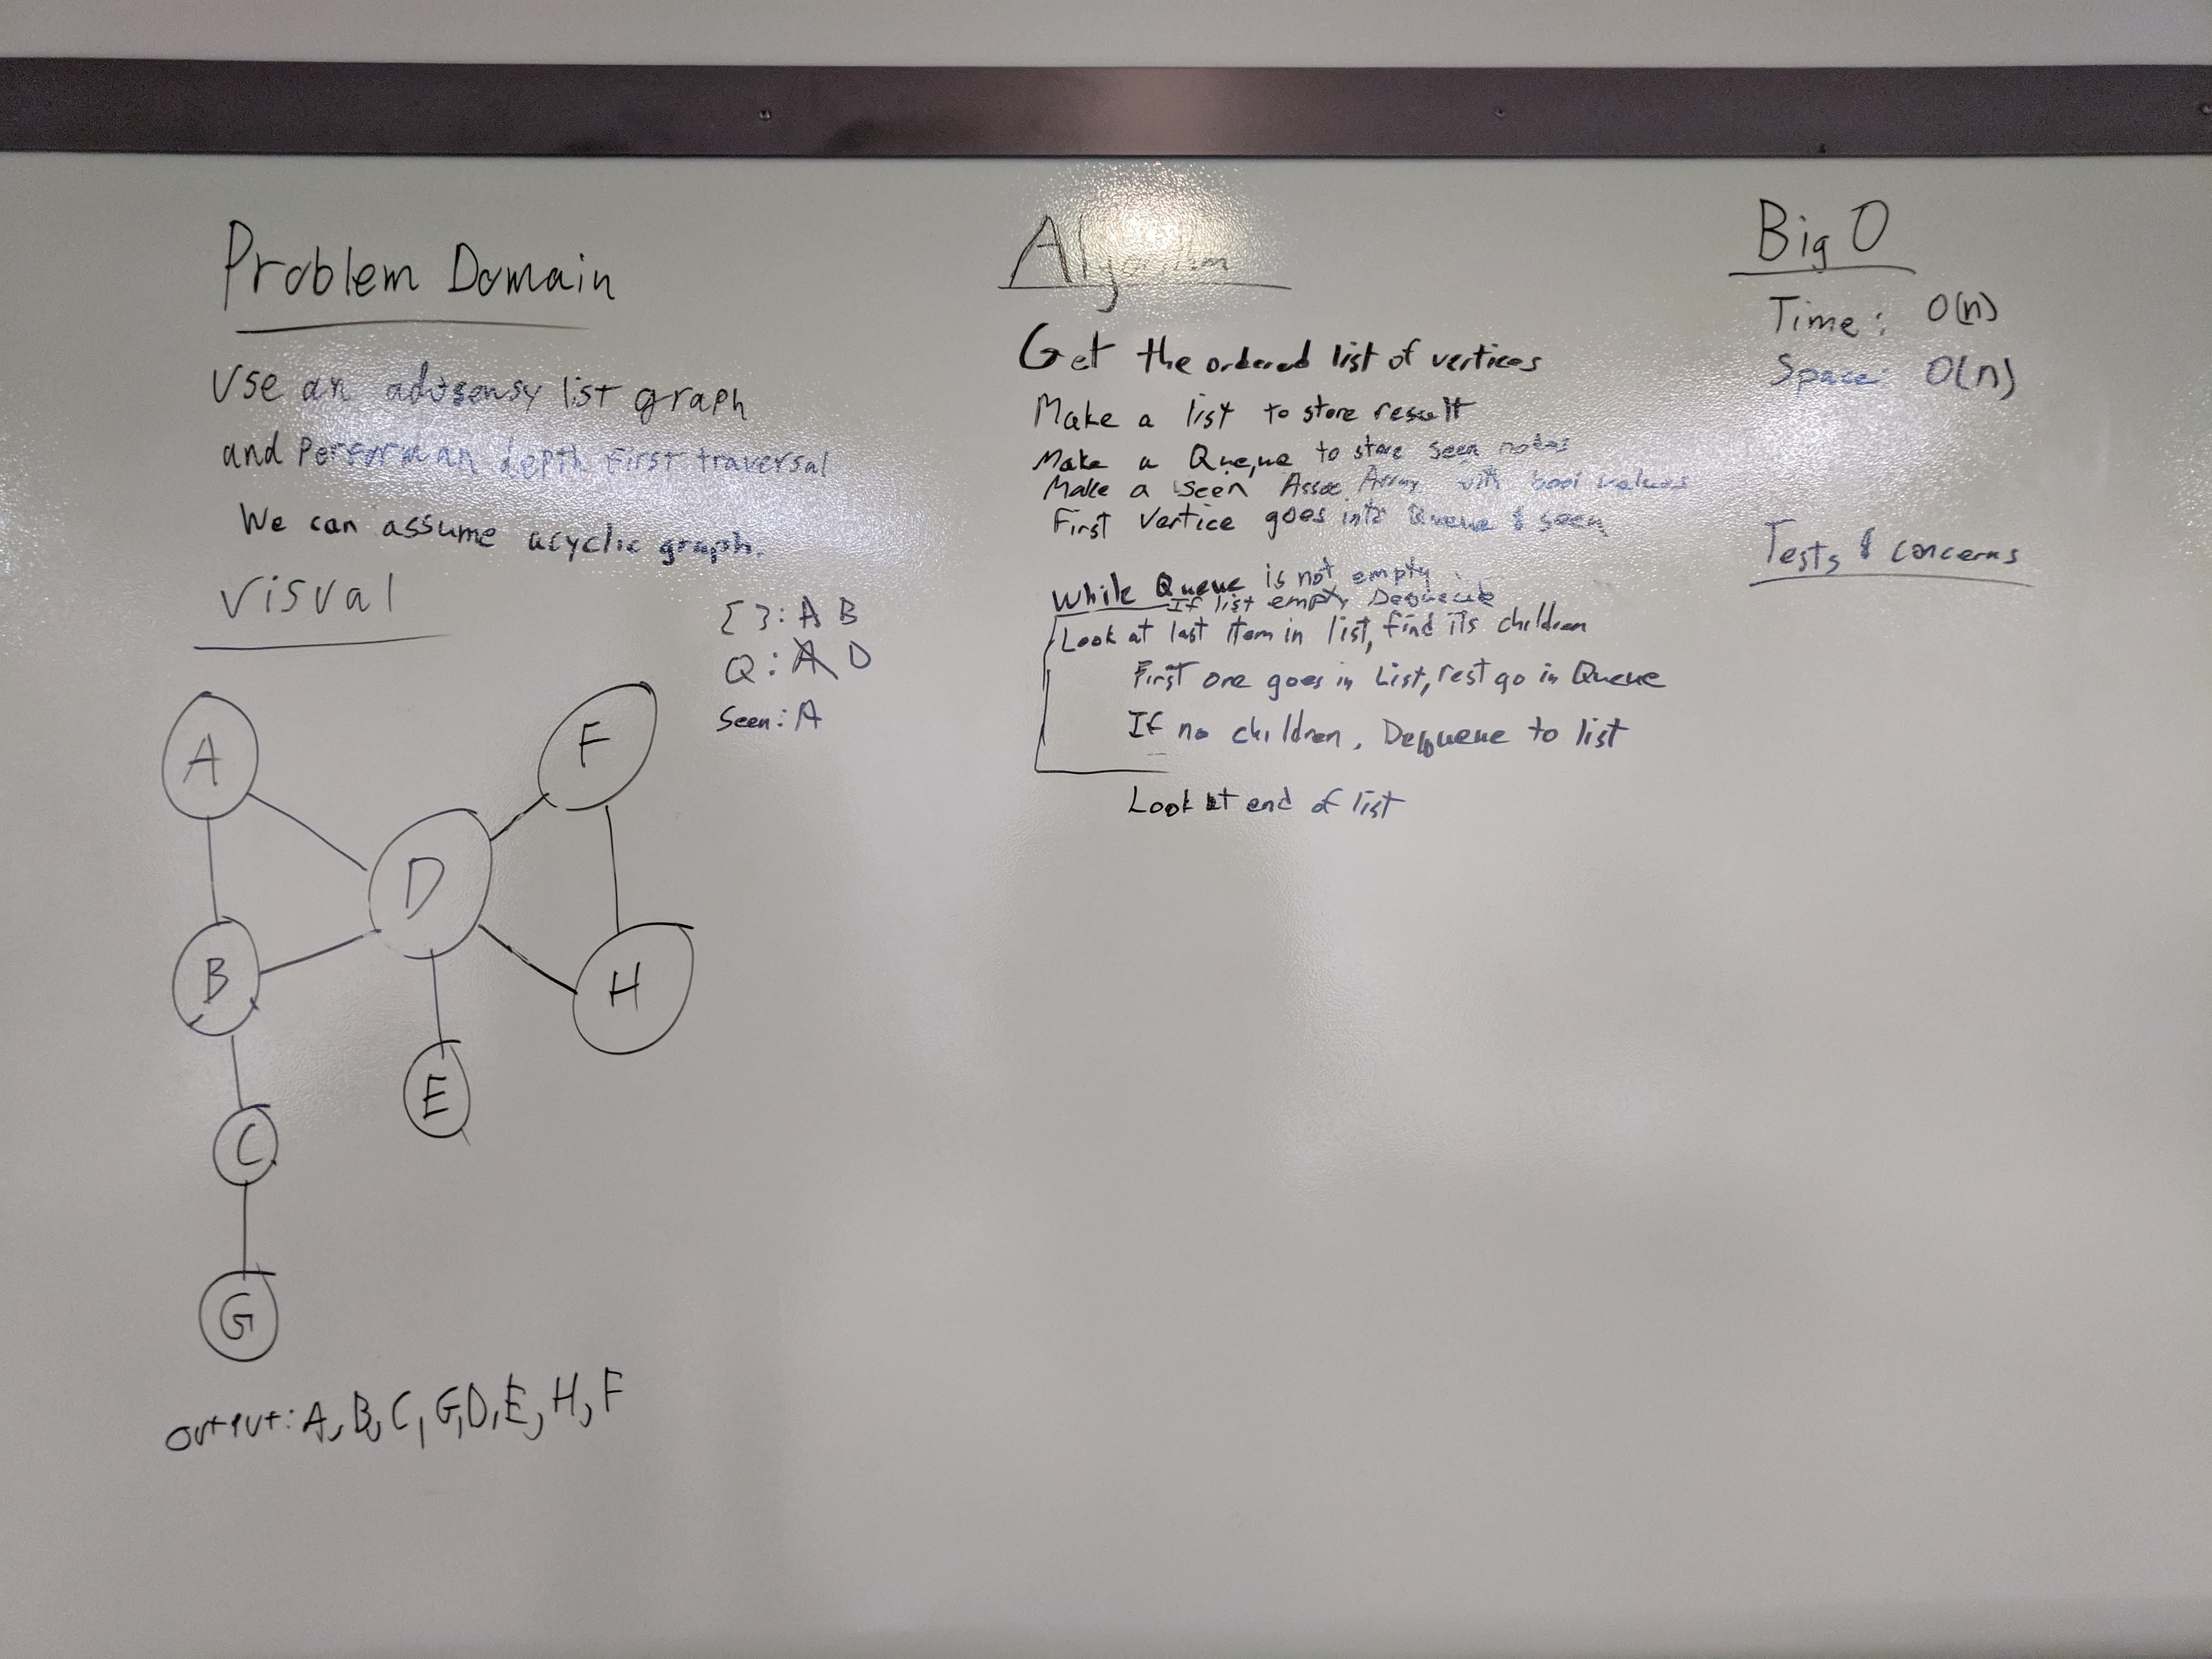 Problem Domain
Use an adjsensy list graph
and Perform an depth First traversal
We can assume acyclic graph.
Visual
[ ]: A B
Q: A D
Seen: A
A
F
D
B
H
E
C
G
output: A, B, C, G, D, E, H, F
Algorithm
Get the ordered list of vertices
Make a list to store result
Make a Queue to store seen notes
Make a seen Assoc. Array with bool values
First Vertice goes into Queue & seen
While Queue is not empty
If list empty Dequeue
Look at last item in list, find its children
First one goes in List, rest go in Queue
If no children, Dequeue to list
Look at end of list
Big O
Time: O(n)
Space: O(n)
Tests & concerns